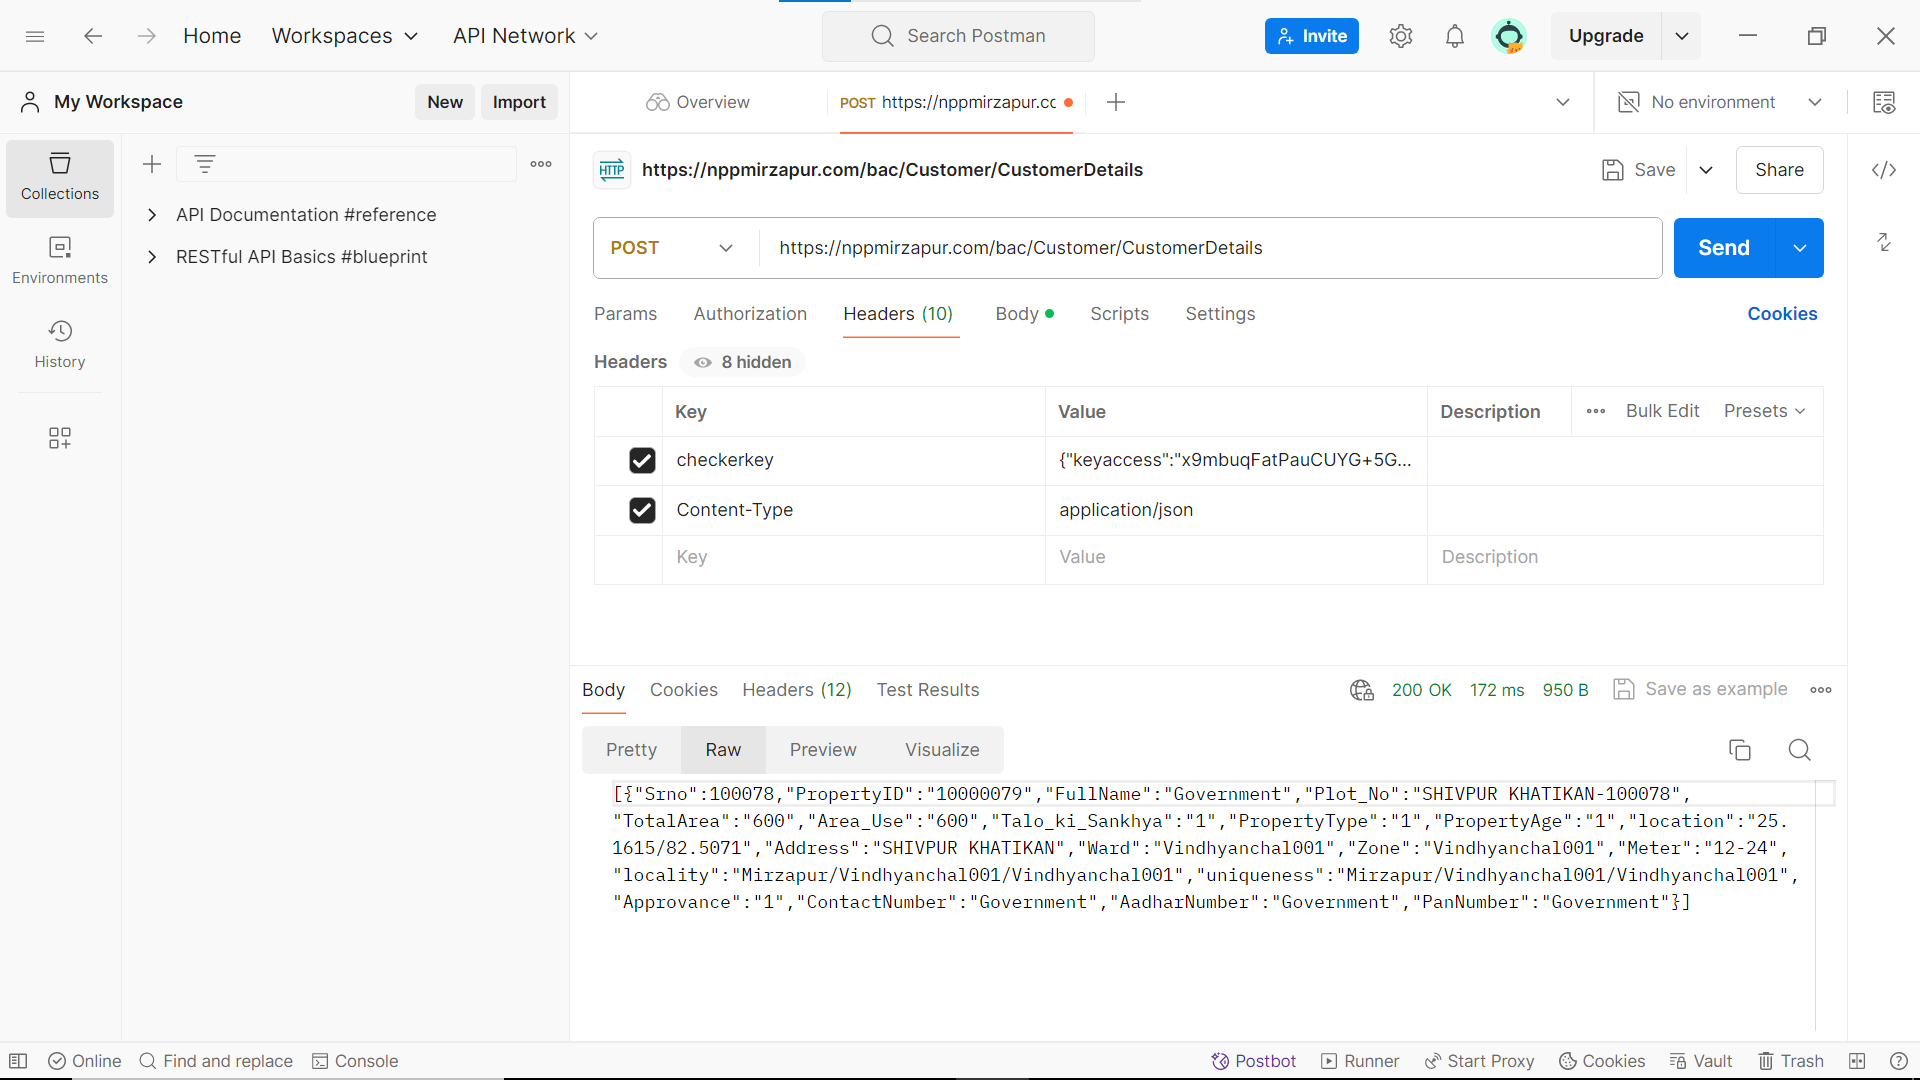 Home
Workspaces
API Network
Search Postman
Invite
Upgrade
My Workspace
New
Import
Overview
POST https://nppmirzapur.cc
No environment
Collections
Environments
History
API Documentation #reference
RESTful API Basics #blueprint
HTTP
https://nppmirzapur.com/bac/Customer/CustomerDetails
Save
Share
POST
https://nppmirzapur.com/bac/Customer/CustomerDetails
Send
Params
Authorization
Headers (10)
Body
Scripts
Settings
Cookies
Headers
8 hidden
Key
Value
Description
Bulk Edit
Presets
checkerkey
{"keyaccess":"x9mbuqFatPauCUYG+5G...
Content-Type
application/json
Key
Value
Description
Body
Cookies
Headers (12)
Test Results
200 OK
172 ms
950 B
Save as example
Pretty
Raw
Preview
Visualize
[{"Srno":100078,"PropertyID":"10000079","FullName":"Government","Plot_No":"SHIVPUR KHATIKAN-100078",
"TotalArea":"600","Area_Use":"600","Talo_ki_Sankhya":"1","PropertyType":"1","PropertyAge":"1","location":"25.
1615/82.5071","Address":"SHIVPUR KHATIKAN","Ward":"Vindhyanchal001","Zone":"Vindhyanchal001","Meter":"12-24",
"locality":"Mirzapur/Vindhyanchal001/Vindhyanchal001","uniqueness":"Mirzapur/Vindhyanchal001/Vindhyanchal001",
"Approvance":"1","ContactNumber":"Government","AadharNumber":"Government","PanNumber":"Government"}]
Online
Find and replace
Console
Postbot
Runner
Start Proxy
Cookies
Vault
Trash